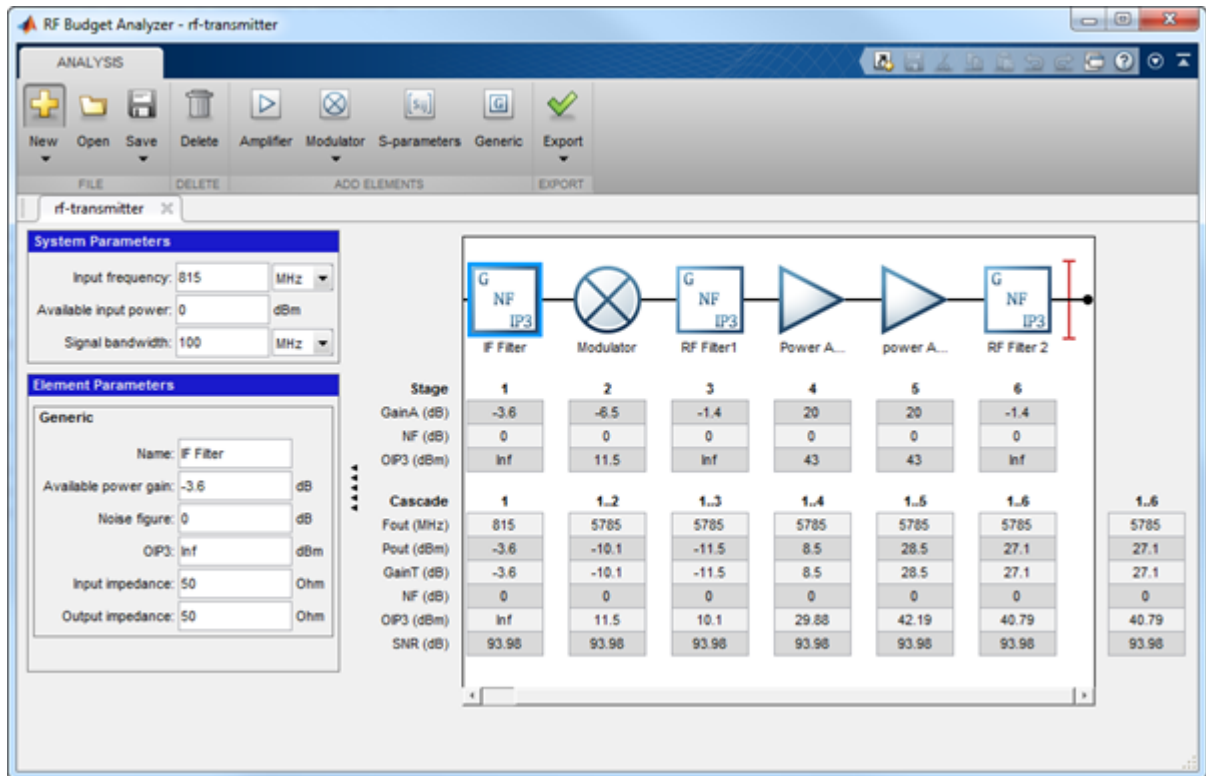 RF Budget Analyzer - rf-transmitter
ANALYSIS
New Open Save Delete Amplifier Modulator S-parameters Generic Export
FILE DELETE ADD ELEMENTS EXPORT
rf-transmitter
System Parameters
Input frequency: 815 MHz
Available input power: 0 dBm
Signal bandwidth: 100 MHz
Element Parameters
Generic
Name: IF Filter
Available power gain: -3.6 dB
Noise figure: 0 dB
OIP3: Inf dBm
Input impedance: 50 Ohm
Output impedance: 50 Ohm
G NF IP3 G NF IP3 G NF IP3
IF Filter Modulator RF Filter1 Power A... power A... RF Filter 2
Stage 1 2 3 4 5 6
GainA (dB) -3.6 -6.5 -1.4 20 20 -1.4
NF (dB) 0 0 0 0 0 0
OIP3 (dBm) Inf 11.5 Inf 43 43 Inf
Cascade 1 1..2 1..3 1..4 1..5 1..6 1..6
Fout (MHz) 815 5785 5785 5785 5785 5785 5785
Pout (dBm) -3.6 -10.1 -11.5 8.5 28.5 27.1 27.1
GainT (dB) -3.6 -10.1 -11.5 8.5 28.5 27.1 27.1
NF (dB) 0 0 0 0 0 0 0
OIP3 (dBm) Inf 11.5 10.1 29.88 42.19 40.79 40.79
SNR (dB) 93.98 93.98 93.98 93.98 93.98 93.98 93.98